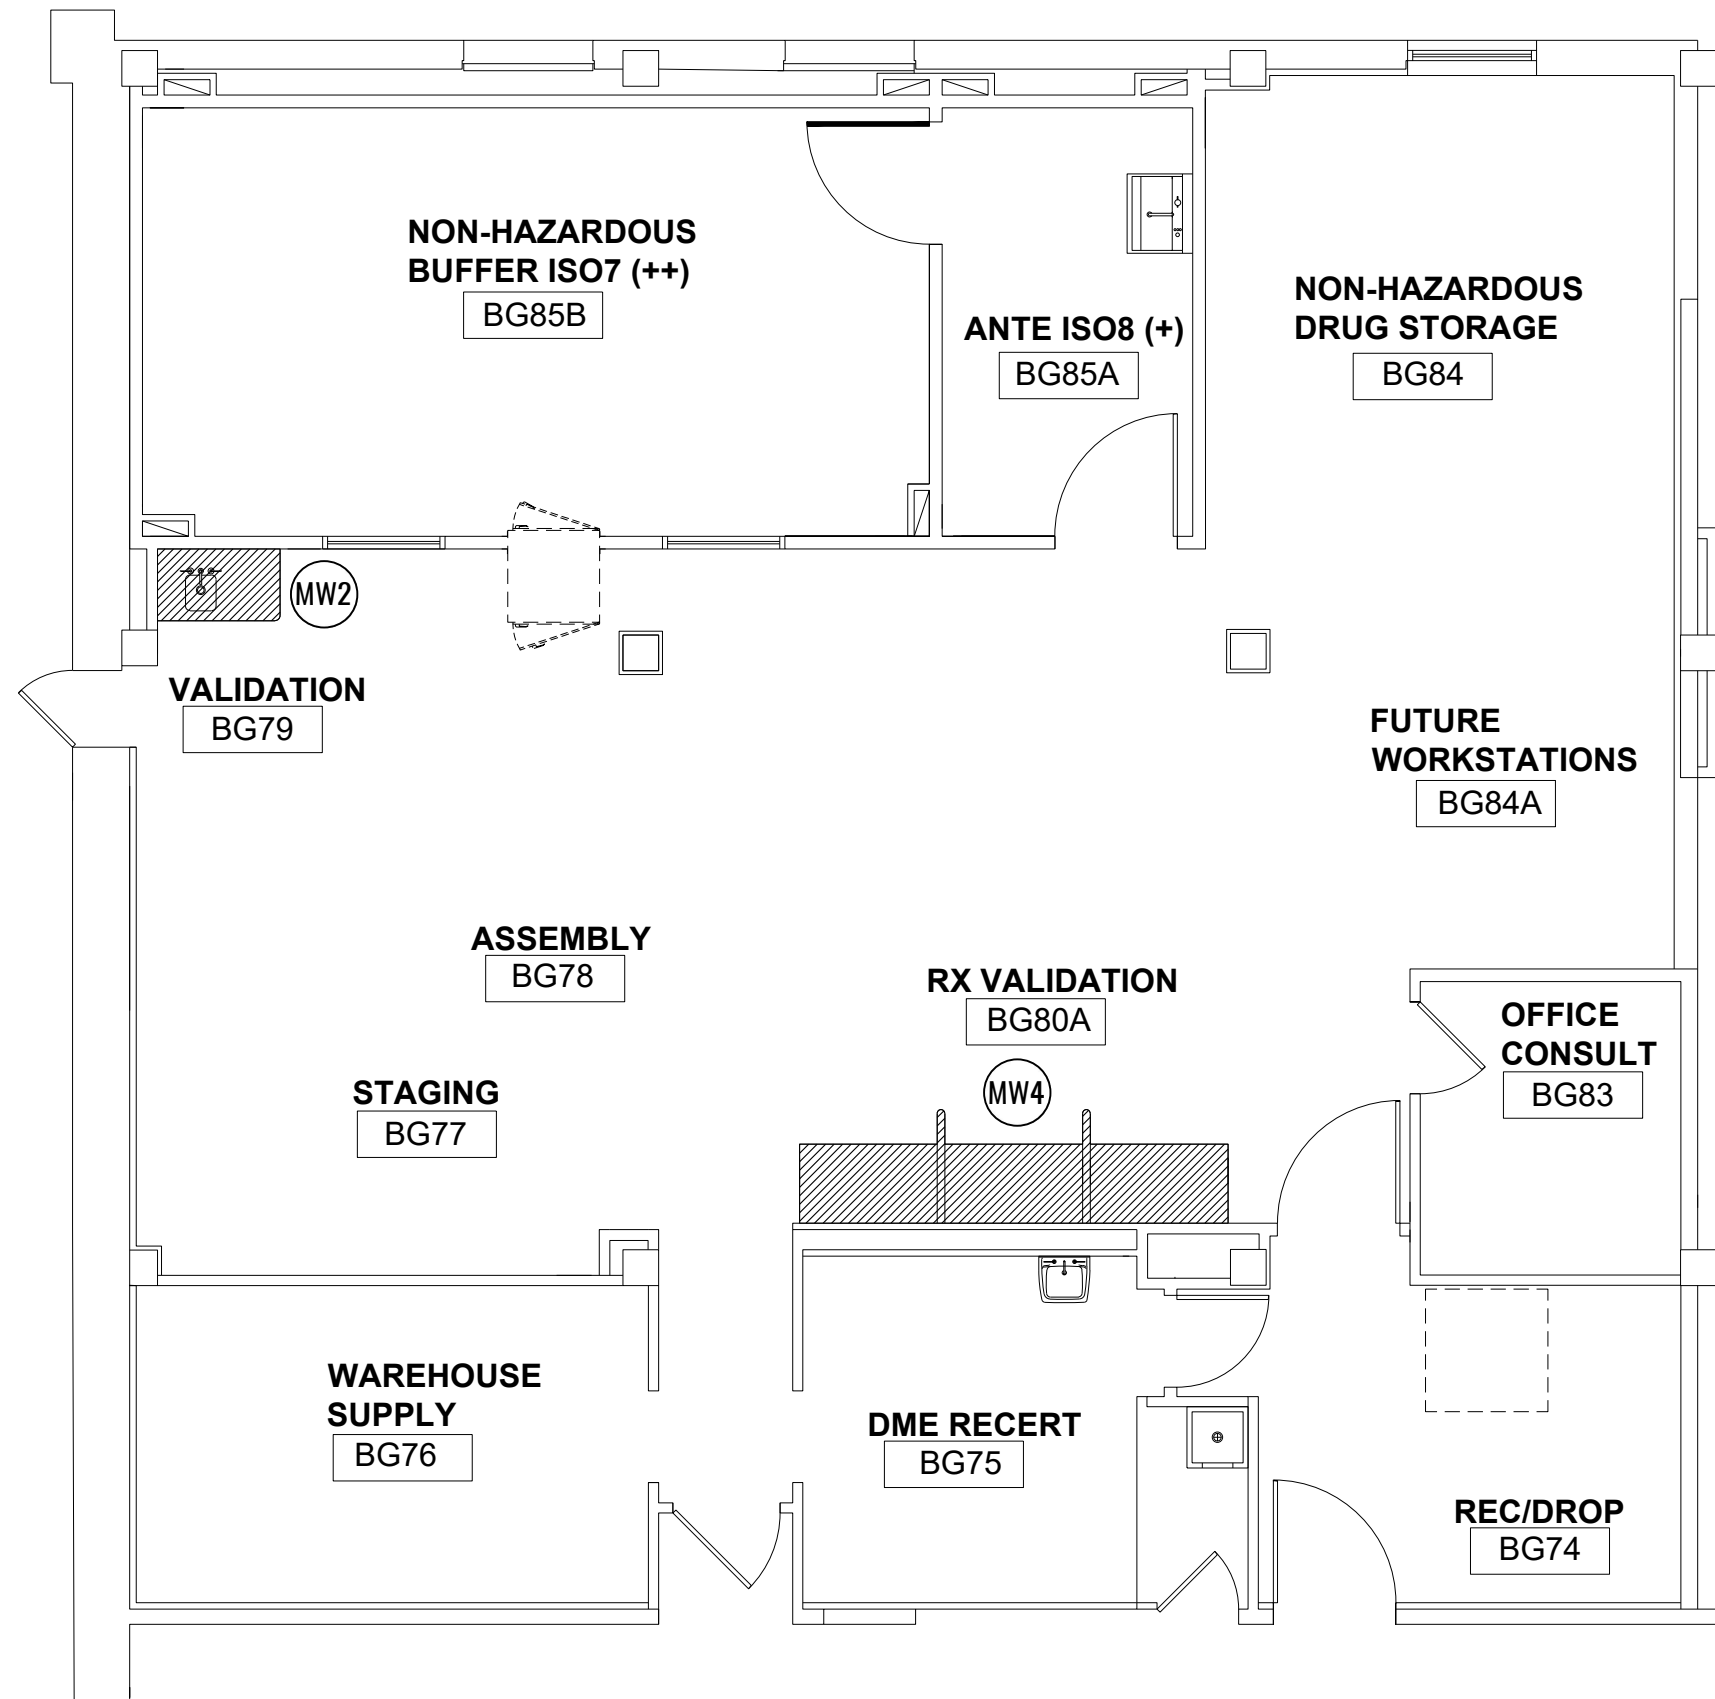 NON-HAZARDOUS
BUFFER ISO7 (++)
BG85B
ANTE ISO8 (+)
BG85A
NON-HAZARDOUS
DRUG STORAGE
BG84
MW2
VALIDATION
BG79
FUTURE
WORKSTATIONS
BG84A
ASSEMBLY
BG78
RX VALIDATION
BG80A
MW4
OFFICE
CONSULT
BG83
STAGING
BG77
WAREHOUSE
SUPPLY
BG76
DME RECERT
BG75
REC/DROP
BG74